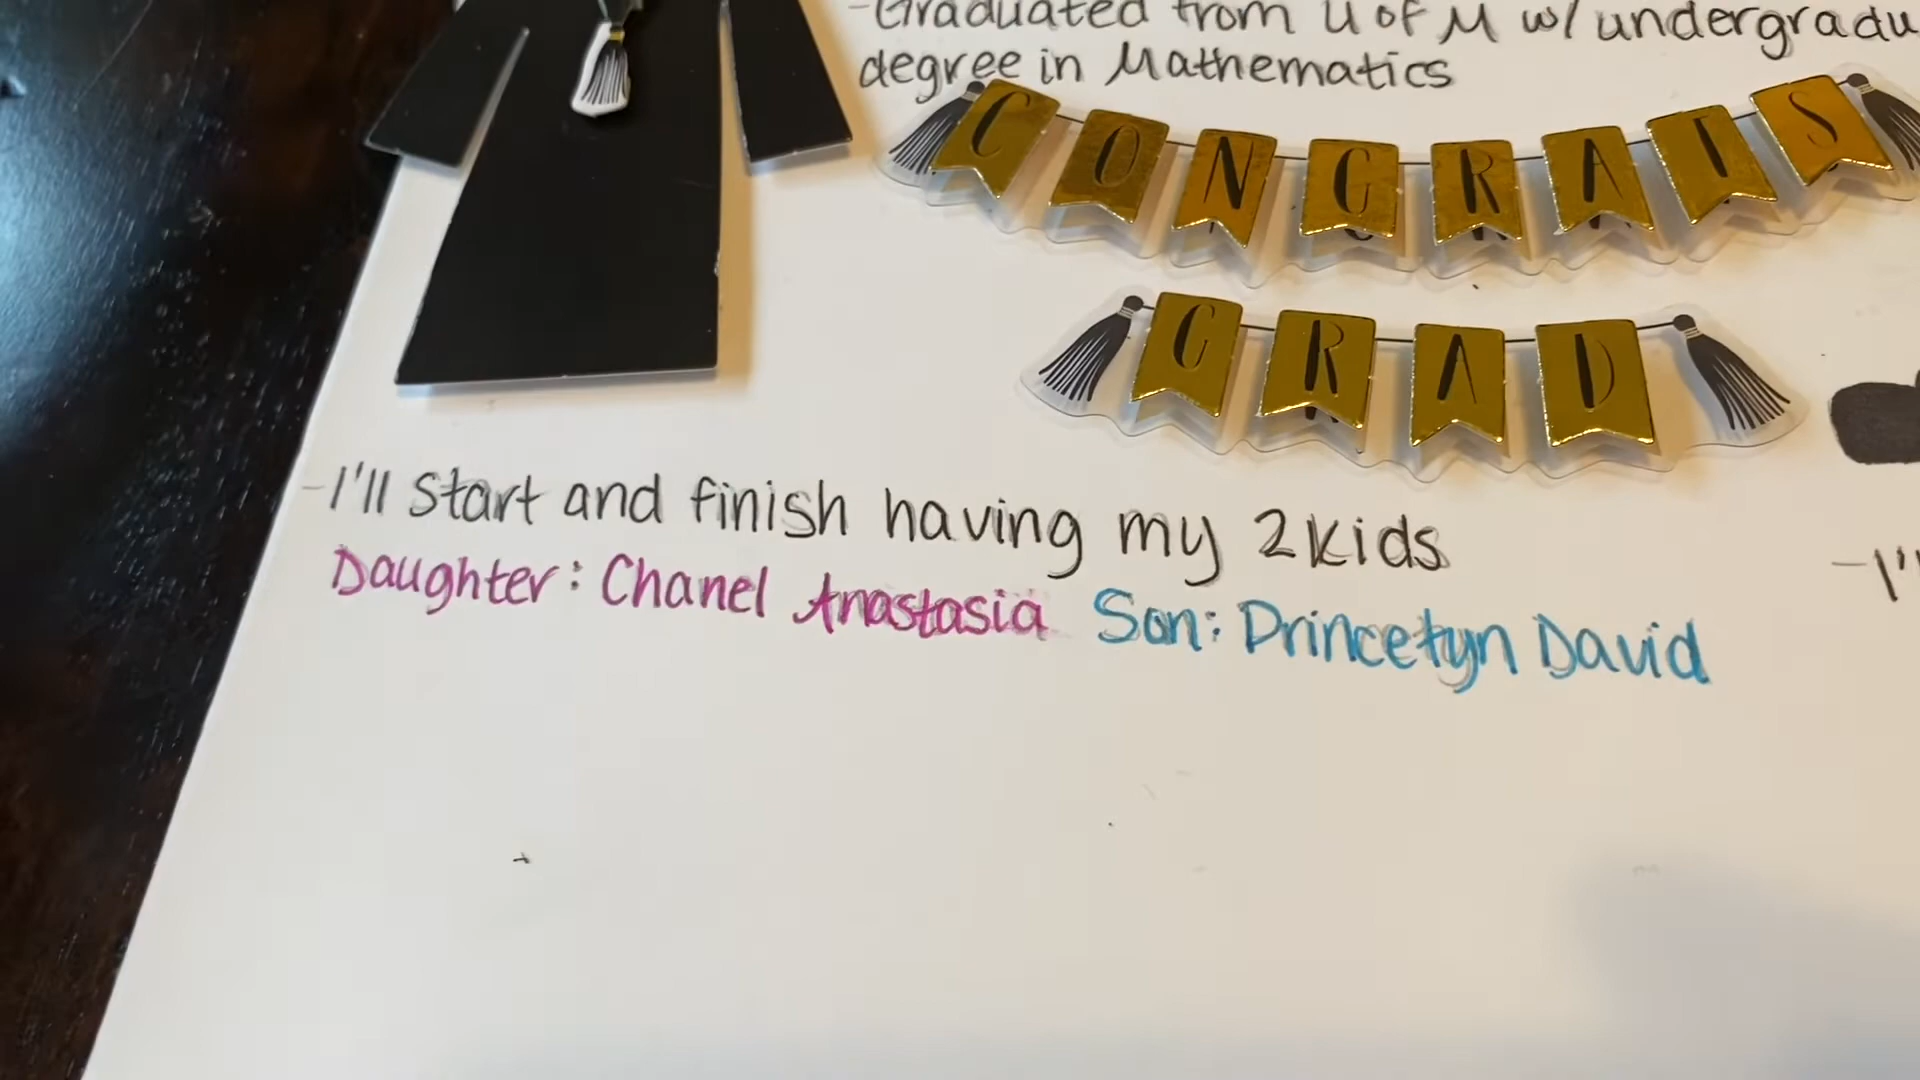 -Graduated from U of M w/ undergradu
degree in Mathematics
CONGRATS
GRAD
-I'll start and finish having my 2 kids
Daughter: Chanel Anastasia Son: Princetyn David
-I'll